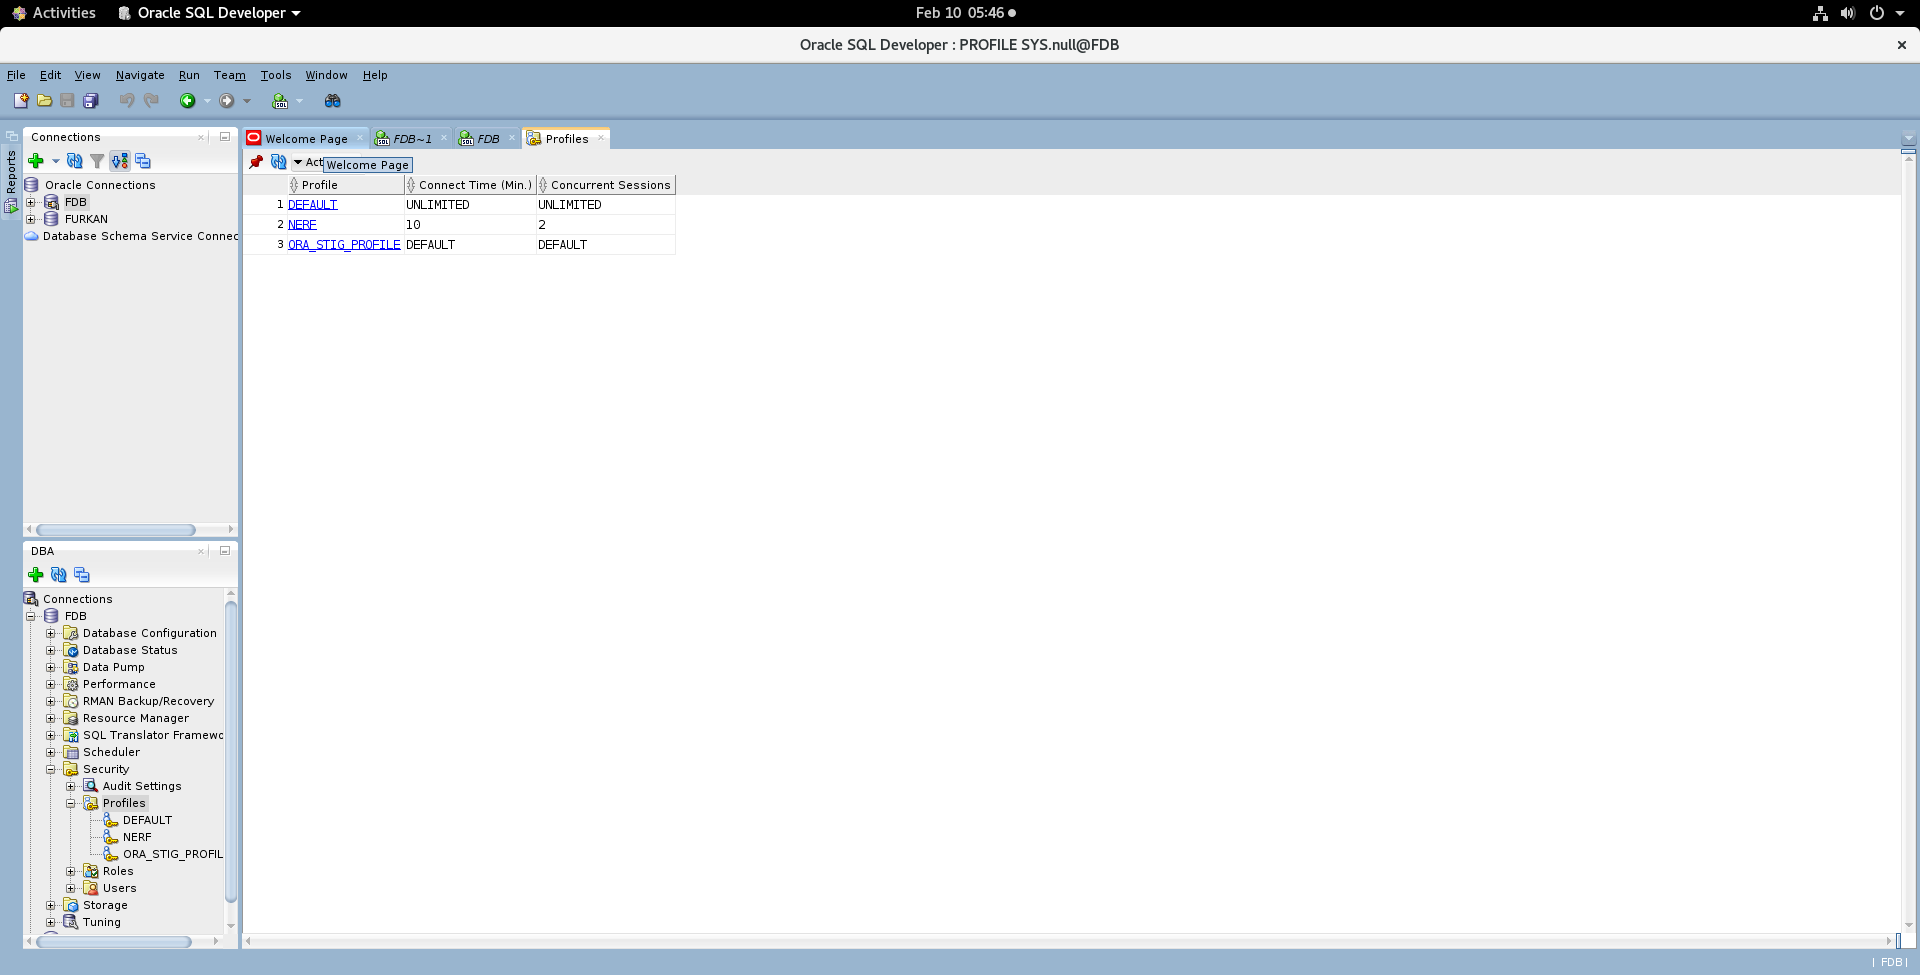 Activities
Oracle SQL Developer
Feb 10 05:46
Oracle SQL Developer : PROFILE SYS.null@FDB
File Edit View Navigate Run Team Tools Window Help
Reports
Connections
Oracle Connections
FDB
FURKAN
Database Schema Service Connec
Welcome Page
FDB~1
FDB
Profiles
Act
Welcome Page
Profile Connect Time (Min.) Concurrent Sessions
1 DEFAULT UNLIMITED UNLIMITED
2 NERF 10 2
3 ORA_STIG_PROFILE DEFAULT DEFAULT
DBA
Connections
FDB
Database Configuration
Database Status
Data Pump
Performance
RMAN Backup/Recovery
Resource Manager
SQL Translator Framewo
Scheduler
Security
Audit Settings
Profiles
DEFAULT
NERF
ORA_STIG_PROFIL
Roles
Users
Storage
Tuning
| FDB |